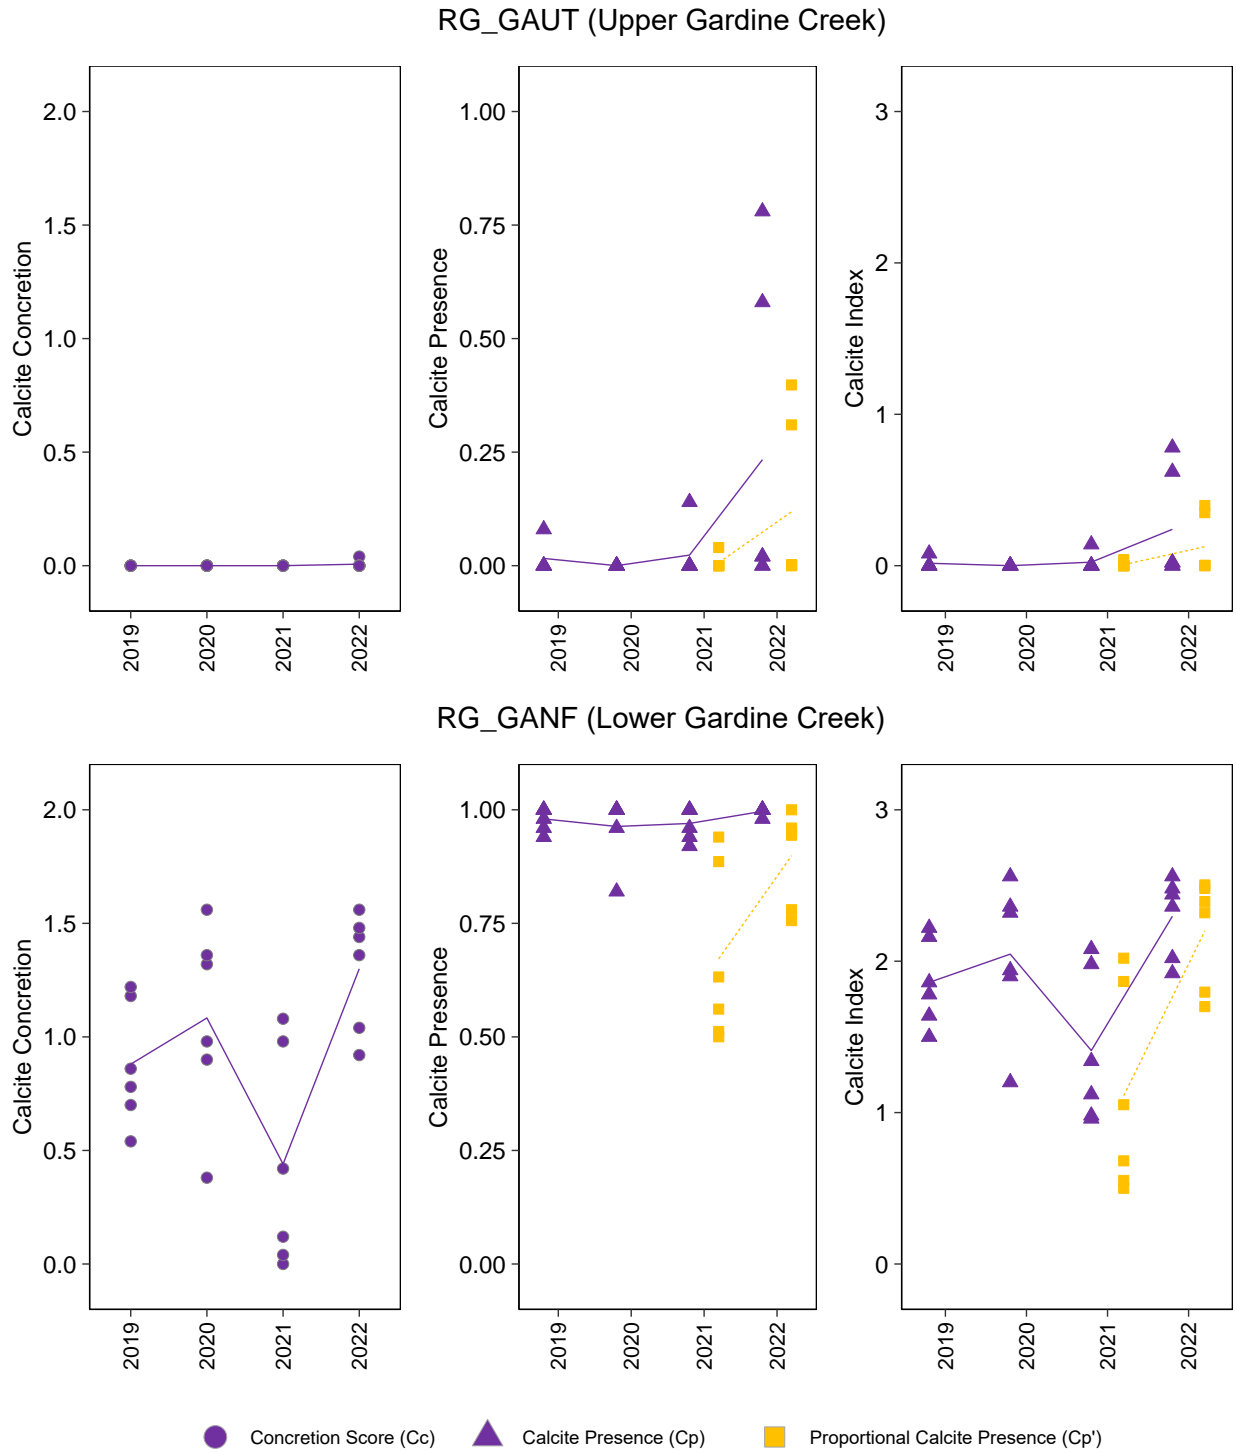 RG_GAUT (Upper Gardine Creek)
Calcite Concretion
2.0
1.5
1.0
0.5
0.0
2019 2020 2021 2022
Calcite Presence
1.00
0.75
0.50
0.25
0.00
2019 2020 2021 2022
Calcite Index
3
2
1
0
2019 2020 2021 2022
RG_GANF (Lower Gardine Creek)
Calcite Concretion
2.0
1.5
1.0
0.5
0.0
2019 2020 2021 2022
Calcite Presence
1.00
0.75
0.50
0.25
0.00
2019 2020 2021 2022
Calcite Index
3
2
1
0
2019 2020 2021 2022
Concretion Score (Cc) Calcite Presence (Cp) Proportional Calcite Presence (Cp')